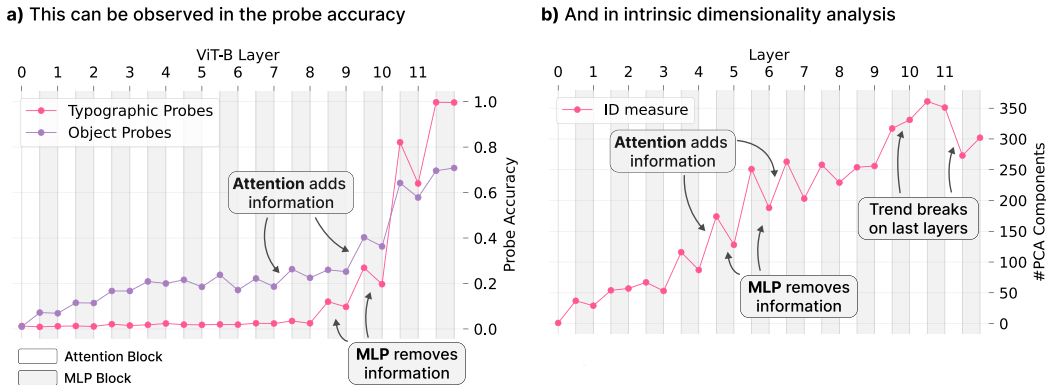 a) This can be observed in the probe accuracy
ViT-B Layer
0 1 2 3 4 5 6 7 8 9 10 11
Typographic Probes
Object Probes
Attention adds
information
MLP removes
information
1.0
0.8
0.6
0.4
0.2
0.0
Probe Accuracy
Attention Block
MLP Block
b) And in intrinsic dimensionality analysis
Layer
0 1 2 3 4 5 6 7 8 9 10 11
ID measure
Attention adds
information
Trend breaks
on last layers
MLP removes
information
350
300
250
200
150
100
50
0
#PCA Components